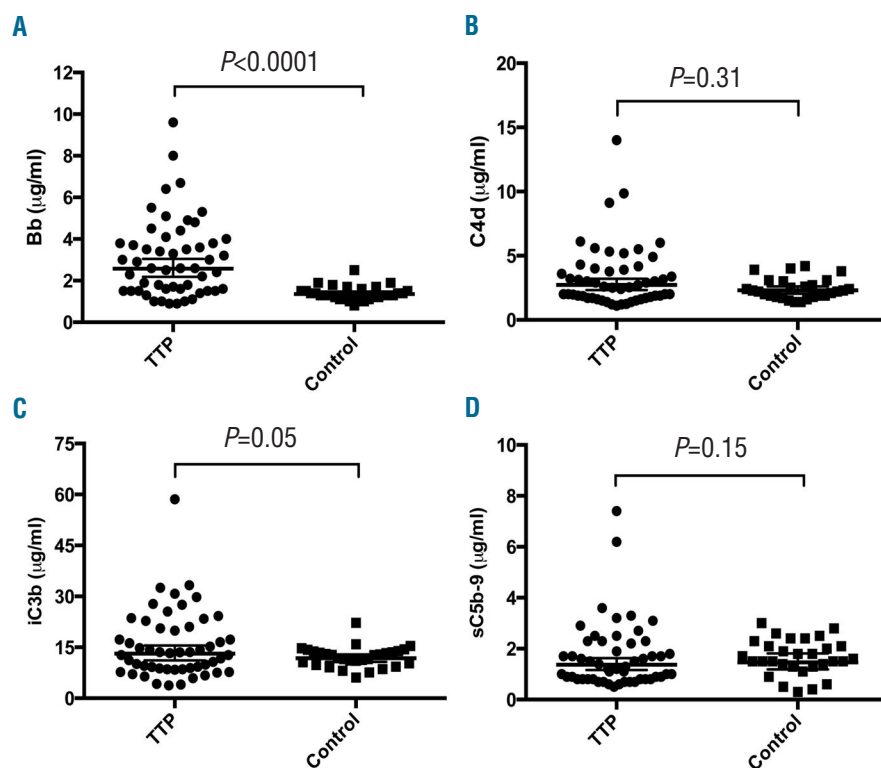 A
P<0.0001
12
10
8
6
4
2
0
Bb (μg/ml)
TTP
Control
B
P=0.31
20
15
10
5
0
C4d (μg/ml)
TTP
Control
C
P=0.05
75
60
45
30
15
0
iC3b (μg/ml)
TTP
Control
D
P=0.15
10
8
6
4
2
0
sC5b-9 (μg/ml)
TTP
Control